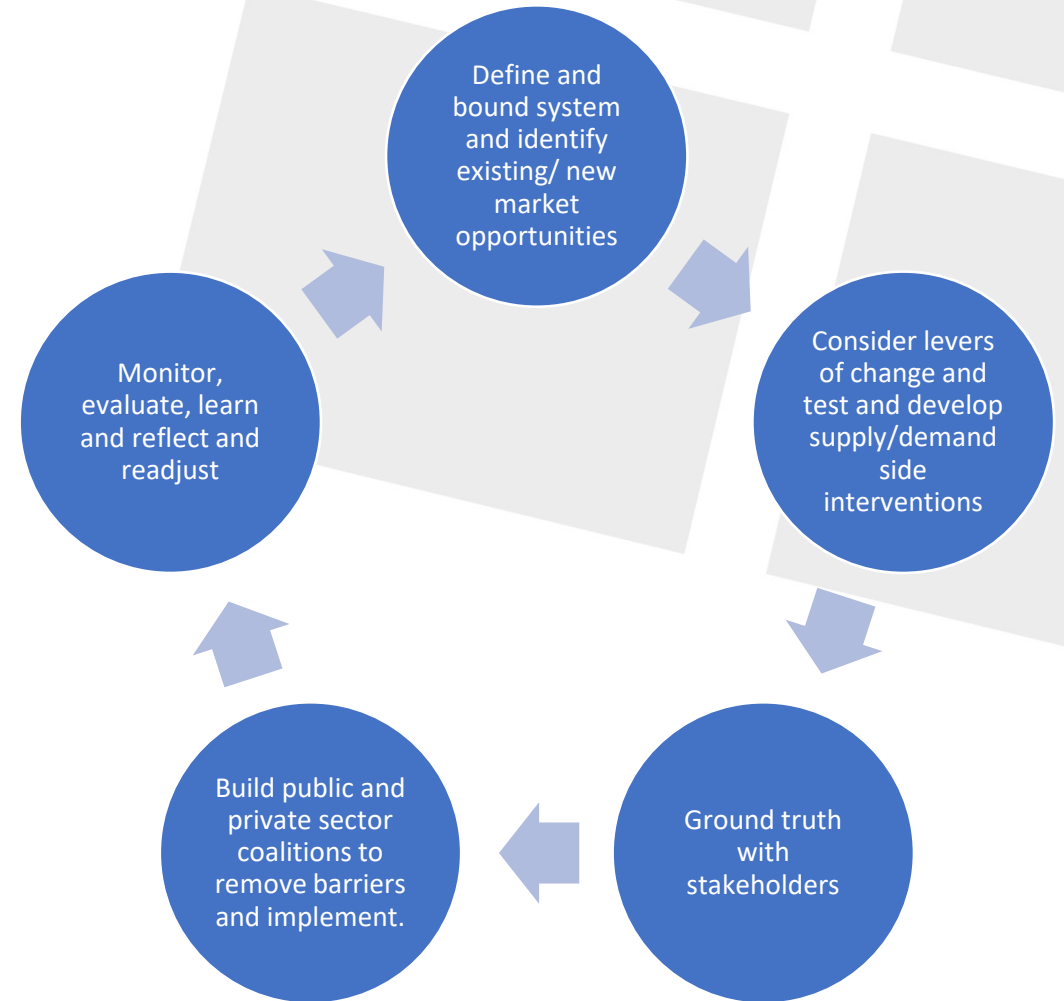 Define and
bound system
and identify
existing/ new
market
opportunities
Consider levers
of change and
test and develop
supply/demand
side
interventions
Ground truth
with
stakeholders
Build public and
private sector
coalitions to
remove barriers
and implement.
Monitor,
evaluate, learn
and reflect and
readjust